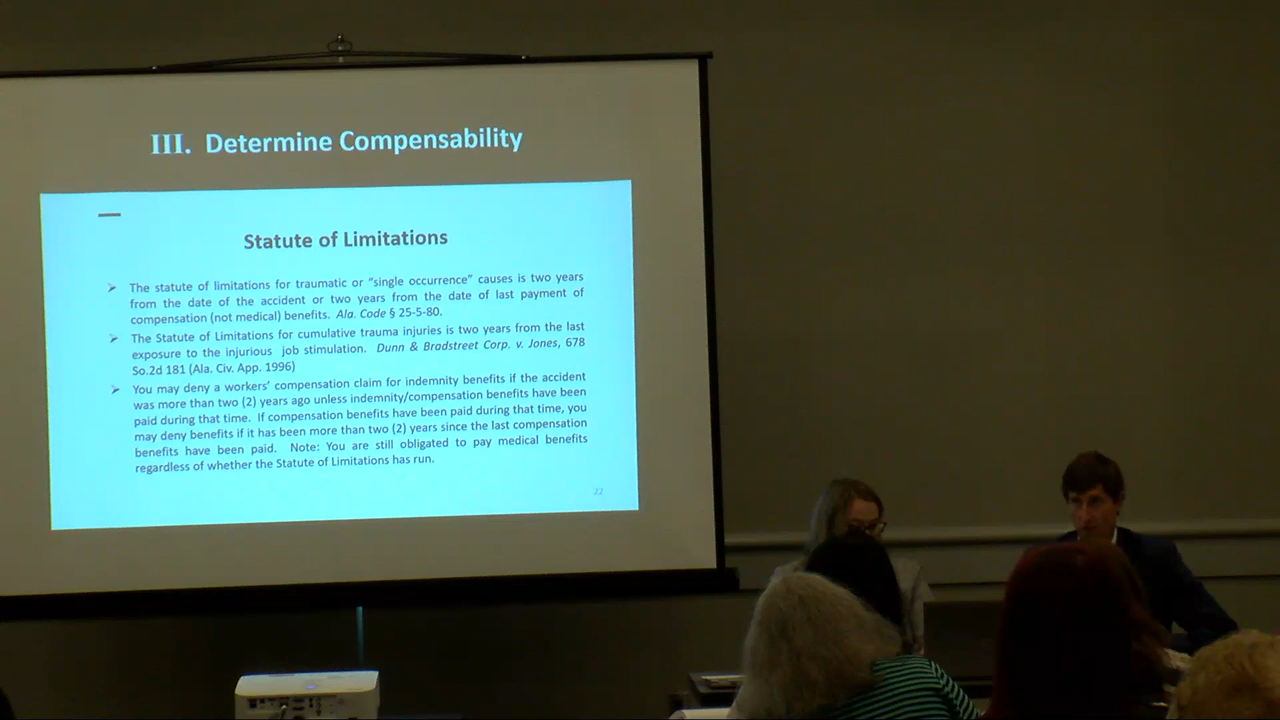 III. Determine Compensability
Statute of Limitations
➢ The statute of limitations for traumatic or “single occurrence” causes is two years
from the date of the accident or two years from the date of last payment of
compensation (not medical) benefits. Ala. Code § 25-5-80.
➢ The Statute of Limitations for cumulative trauma injuries is two years from the last
exposure to the injurious job stimulation. Dunn & Bradstreet Corp. v. Jones, 678
So.2d 181 (Ala. Civ. App. 1996)
➢ You may deny a workers’ compensation claim for indemnity benefits if the accident
was more than two (2) years ago unless indemnity/compensation benefits have been
paid during that time. If compensation benefits have been paid during that time, you
may deny benefits if it has been more than two (2) years since the last compensation
benefits have been paid. Note: You are still obligated to pay medical benefits
regardless of whether the Statute of Limitations has run.
22